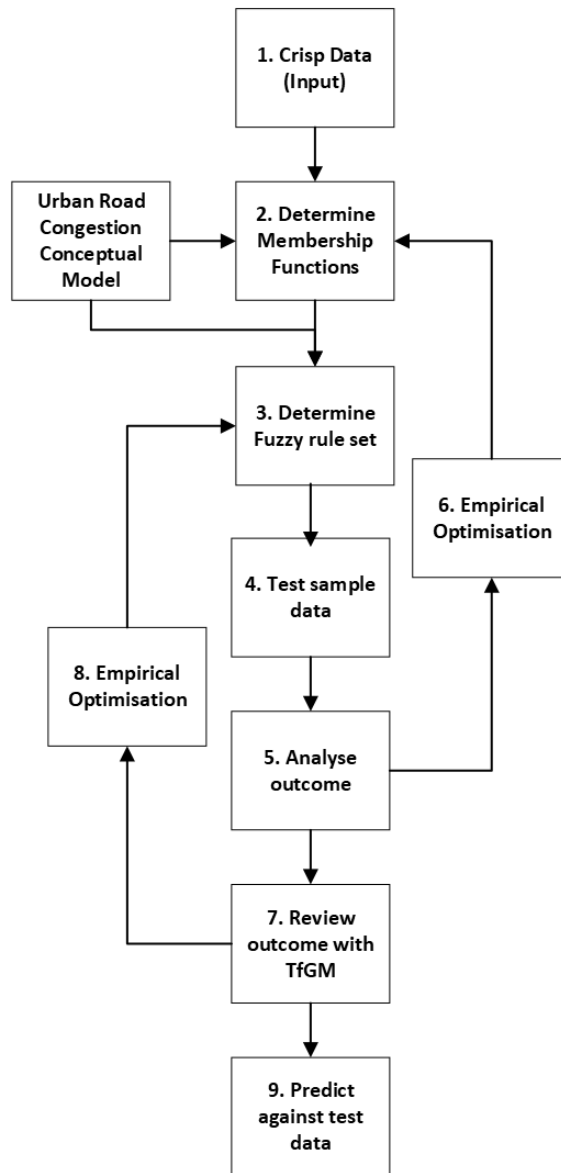 1. Crisp Data
(Input)
Urban Road
Congestion
Conceptual
Model
2. Determine
Membership
Functions
3. Determine
Fuzzy rule set
6. Empirical
Optimisation
4. Test sample
data
8. Empirical
Optimisation
5. Analyse
outcome
7. Review
outcome with
TfGM
9. Predict
against test
data